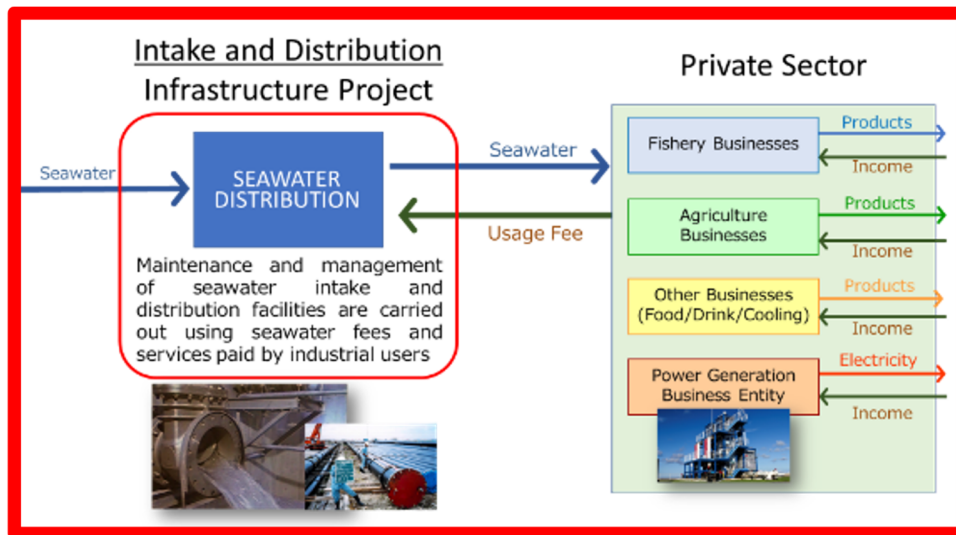 Intake and Distribution
Infrastructure Project
Private Sector
Seawater
SEAWATER
DISTRIBUTION
Seawater
Usage Fee
Maintenance and management
of seawater intake and
distribution facilities are carried
out using seawater fees and
services paid by industrial users
Fishery Businesses
Products
Income
Agriculture
Businesses
Products
Income
Other Businesses
(Food/Drink/Cooling)
Products
Income
Power Generation
Business Entity
Electricity
Income